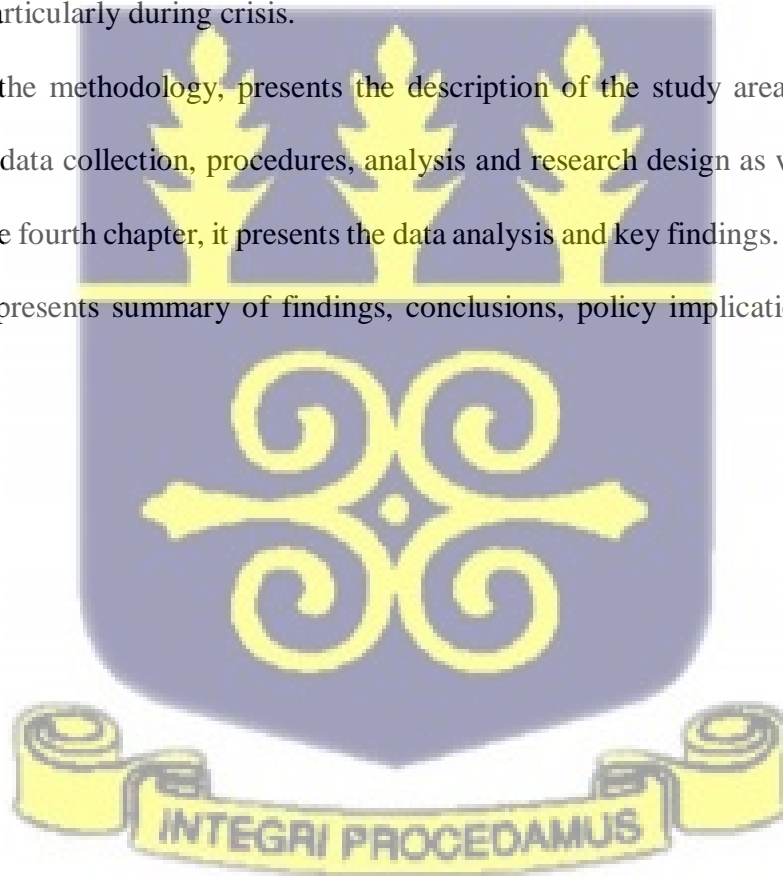 articularly during crisis.
the methodology, presents the description of the study area
data collection, procedures, analysis and research design as w
e fourth chapter, it presents the data analysis and key findings.
presents summary of findings, conclusions, policy implicati
INTEGRI PROCEDAMUS